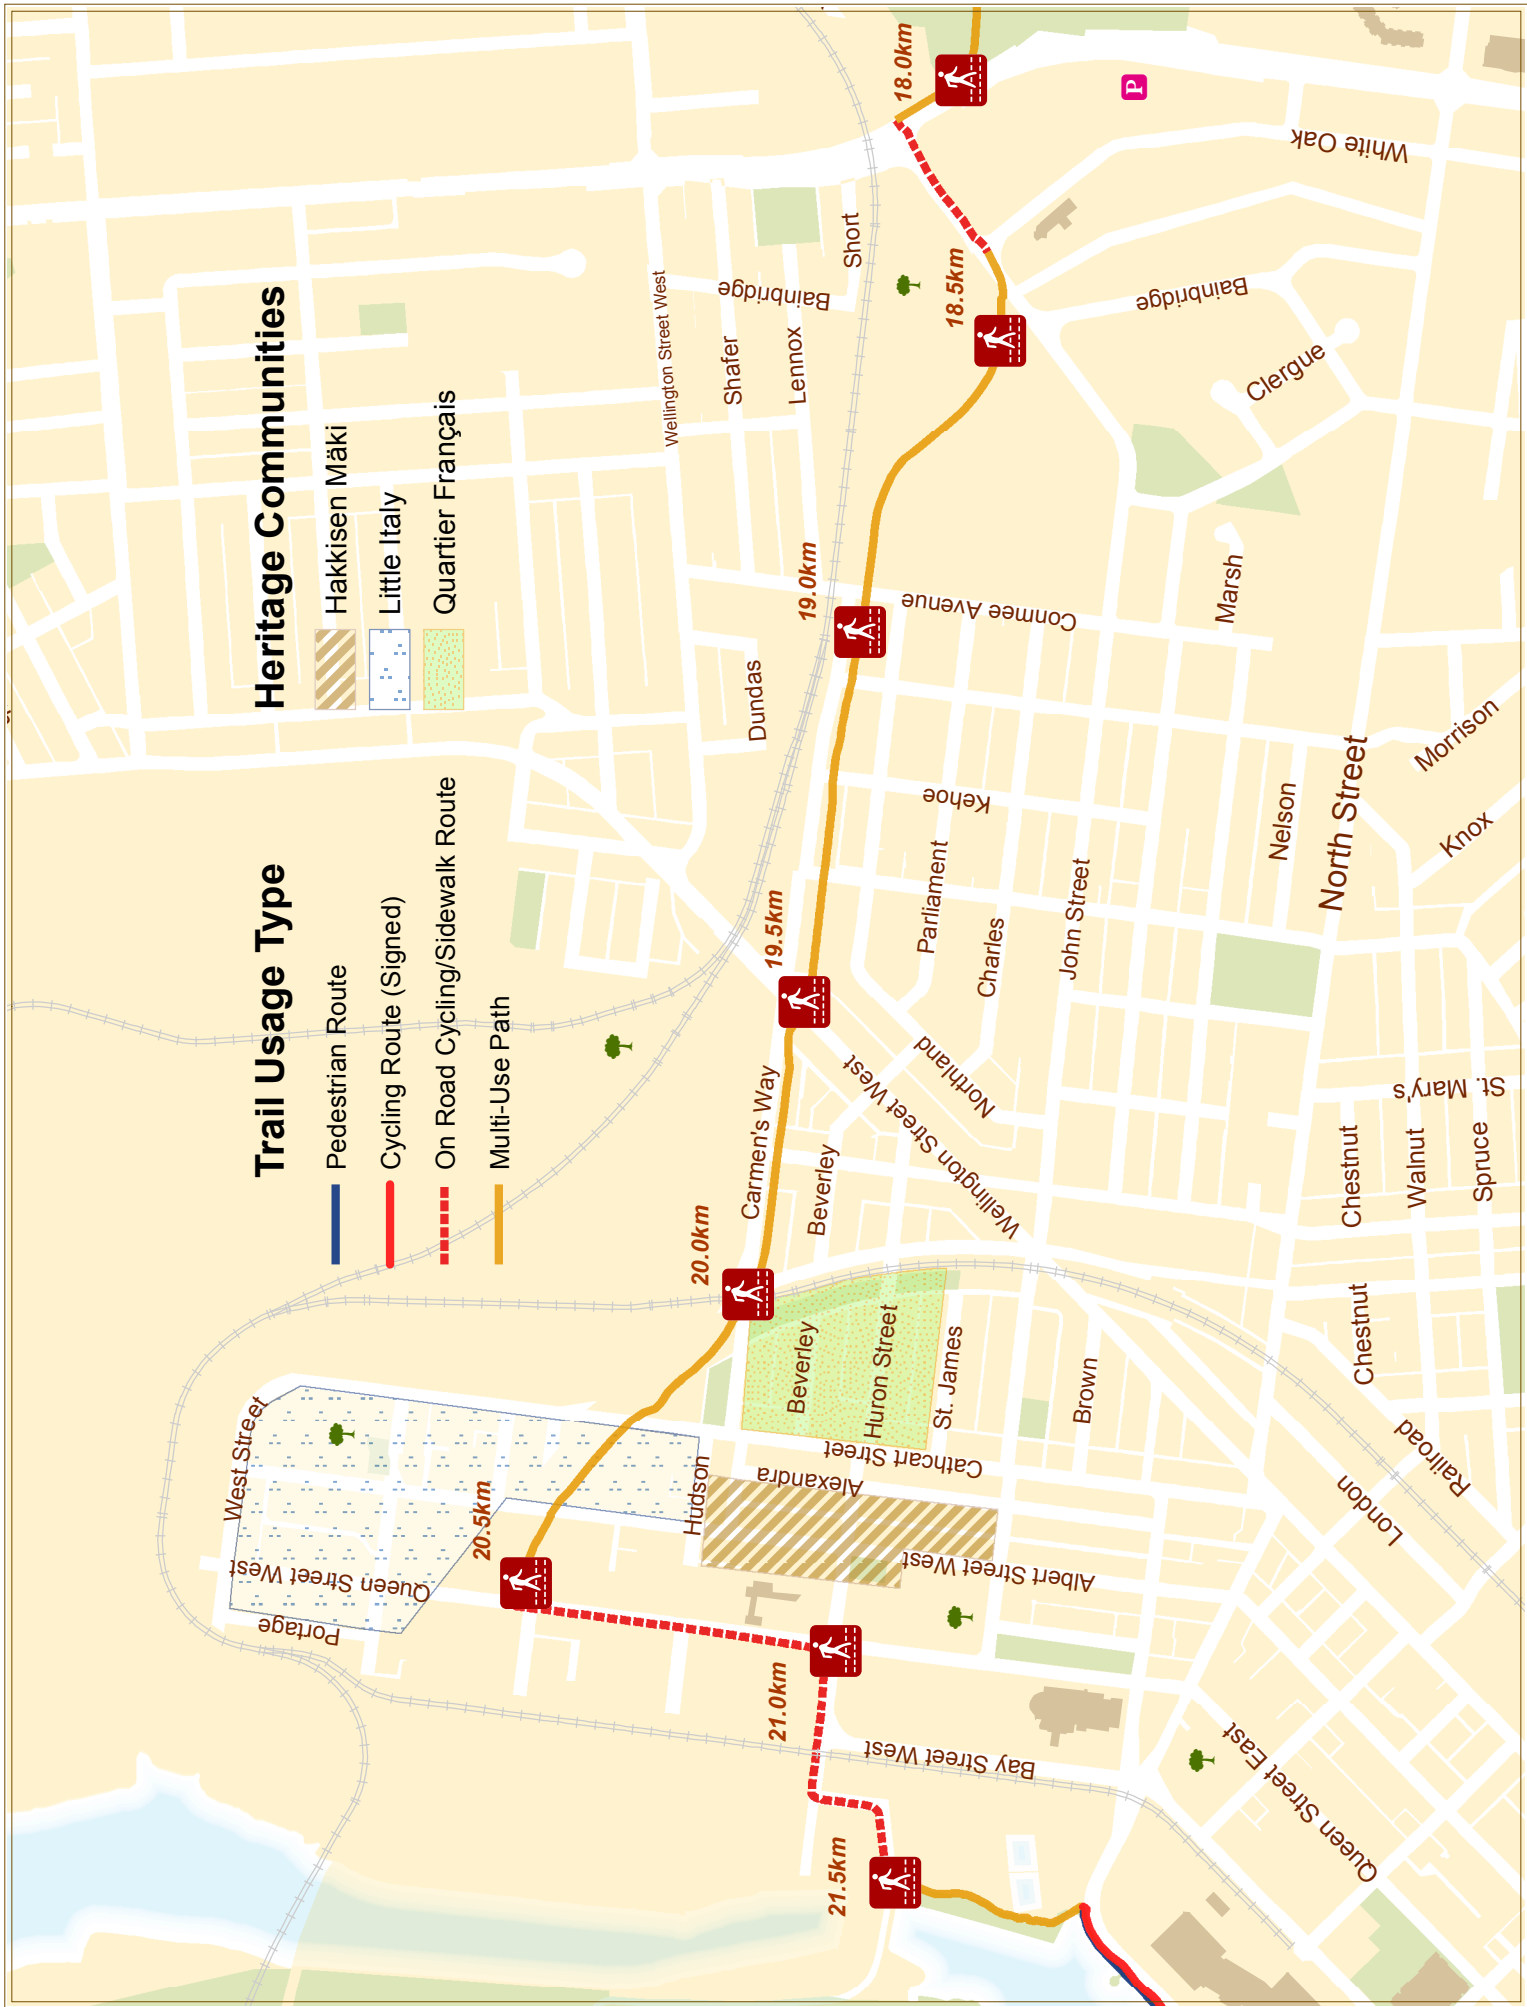 Trail Usage Type
Pedestrian Route
Cycling Route (Signed)
On Road Cycling/Sidewalk Route
Multi-Use Path
Heritage Communities
Hakkisen Mäki
Little Italy
Quartier Français
18.0km
18.5km
19.0km
19.5km
20.0km
20.5km
21.0km
21.5km
P
White Oak
Short
Bainbridge
Wellington Street West
Shafer
Lennox
Bainbridge
Clergue
Marsh
Conmee Avenue
Dundas
Kehoe
Parliament
Charles
John Street
Nelson
North Street
Morrison
Knox
Northland
Wellington Street West
Carmen's Way
Beverley
St. Mary's
Chestnut
Walnut
Spruce
Beverley
Huron Street
St. James
Brown
Chestnut
Railroad
London
Cathcart Street
Alexandra
Hudson
Albert Street West
West Street
Queen Street West
Portage
Bay Street West
Queen Street East